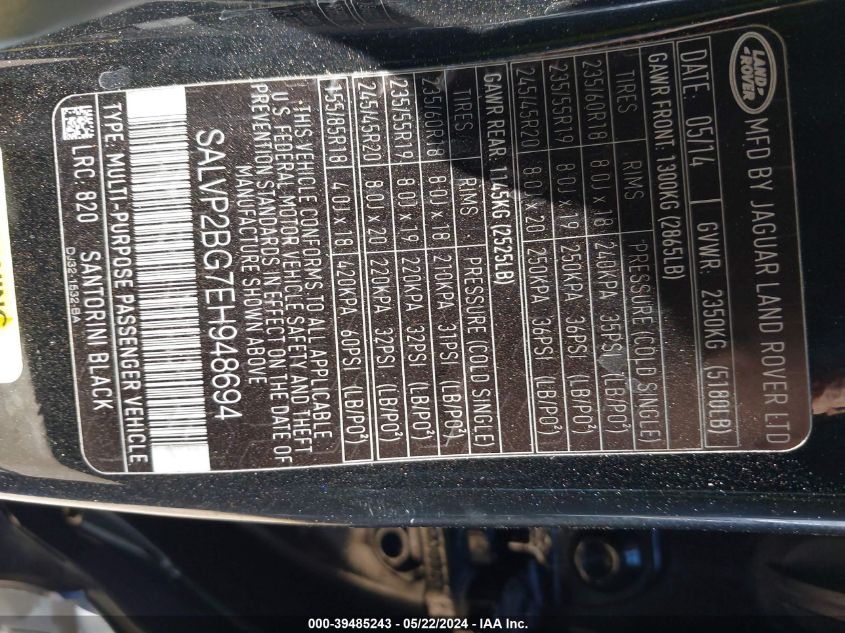 LAND
ROVER
MFD BY JAGUAR LAND ROVER LTD
DATE: 05/14 GVWR: 2350KG (5180LB)
GAWR FRONT: 1300KG (2865LB)
TIRES RIMS PRESSURE (COLD SINGLE)
235/60R18 8.0J x 18 240KPA 35PSI (LB/PO²)
235/55R19 8.0J x 19 250KPA 36PSI (LB/PO²)
245/45R20 8.0J x 20 250KPA 36PSI (LB/PO²)
GAWR REAR: 1145KG (2525LB)
TIRES RIMS PRESSURE (COLD SINGLE)
235/60R18 8.0J x 18 210KPA 31PSI (LB/PO²)
235/55R19 8.0J x 19 220KPA 32PSI (LB/PO²)
245/45R20 8.0J x 20 220KPA 32PSI (LB/PO²)
155/85R18 4.0J x 18 420KPA 60PSI (LB/PO²)
THIS VEHICLE CONFORMS TO ALL APPLICABLE
U.S FEDERAL MOTOR VEHICLE SAFETY AND THEFT
PREVENTION STANDARDS IN EFFECT ON THE DATE OF
MANUFACTURE SHOWN ABOVE
SALVP2BG7EH948694
TYPE: MULTI-PURPOSE PASSENGER VEHICLE
LRC: 820 SANTORINI BLACK
000-39485243 - 05/22/2024 - IAA Inc.